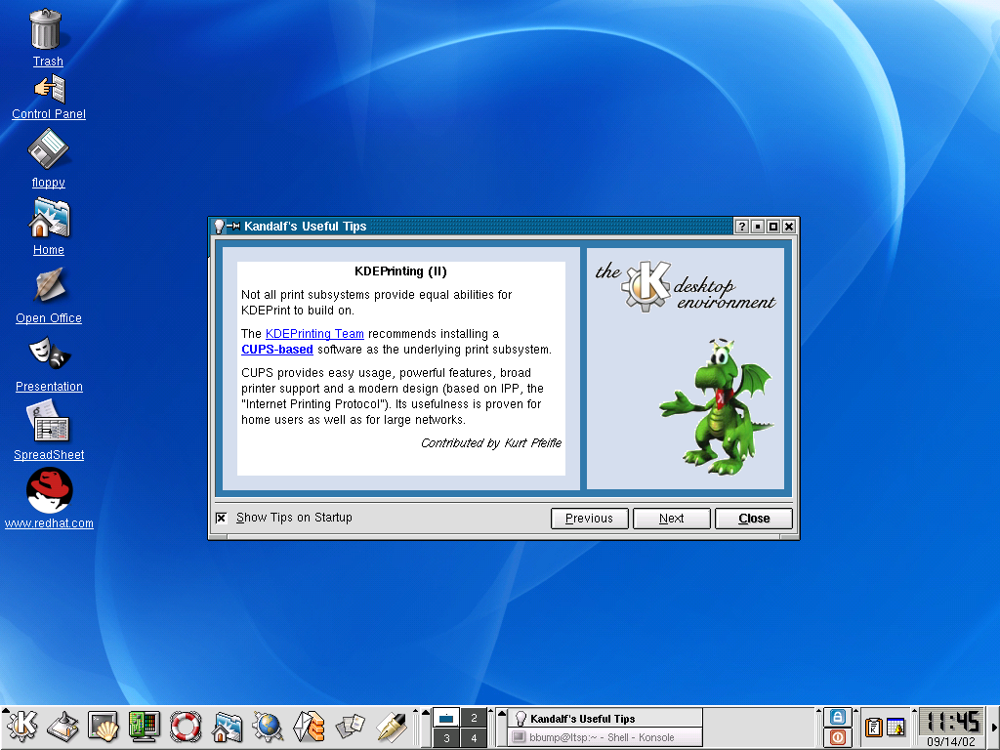 Trash
Control Panel
floppy
Home
Open Office
Presentation
SpreadSheet
www.redhat.com
Kandalf's Useful Tips
KDEPrinting (II)
Not all print subsystems provide equal abilities for
KDEPrint to build on.
The KDEPrinting Team recommends installing a
CUPS-based software as the underlying print subsystem.
CUPS provides easy usage, powerful features, broad
printer support and a modern design (based on IPP, the
"Internet Printing Protocol"). Its usefulness is proven for
home users as well as for large networks.
Contributed by Kurt Pfeifle
the K desktop
environment
Show Tips on Startup
Previous
Next
Close
2
3
4
Kandalf's Useful Tips
bbump@ltsp:~ - Shell - Konsole
11:45
09/14/02